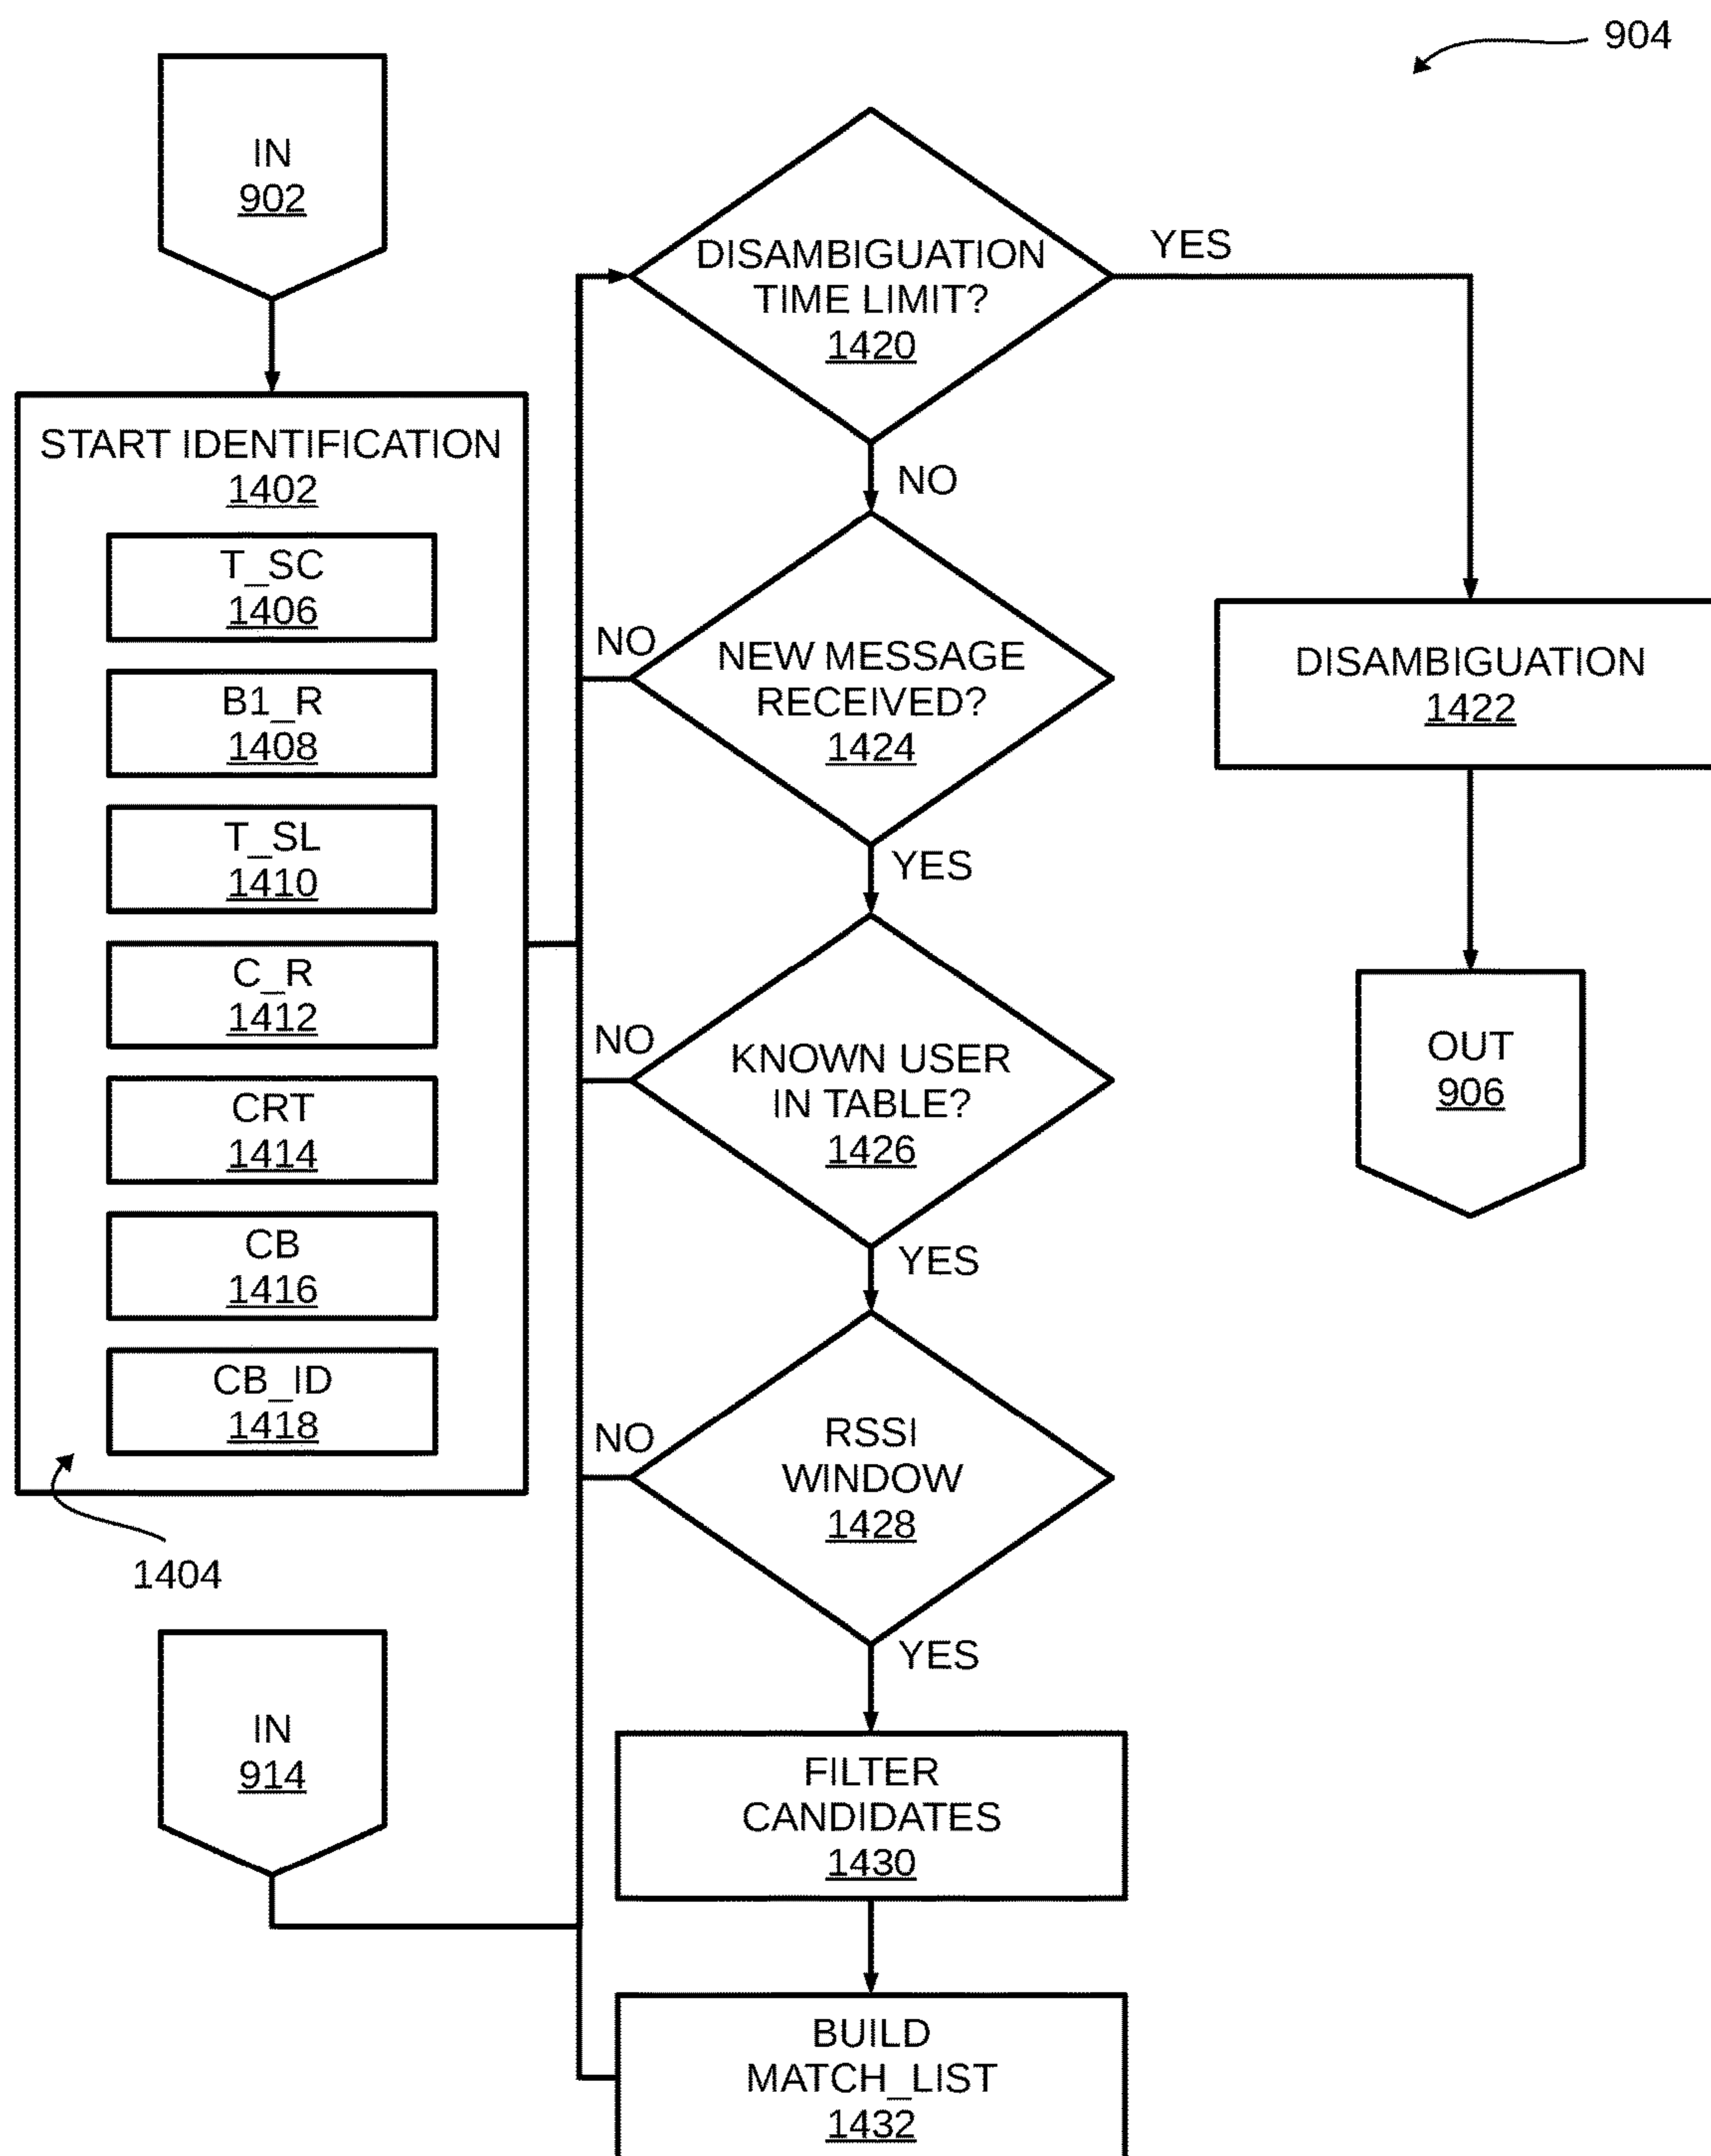 904
IN
902
START IDENTIFICATION
1402
T_SC
1406
B1_R
1408
T_SL
1410
C_R
1412
CRT
1414
CB
1416
CB_ID
1418
1404
IN
914
DISAMBIGUATION
TIME LIMIT?
1420
YES
NO
NEW MESSAGE
RECEIVED?
1424
NO
YES
KNOWN USER
IN TABLE?
1426
NO
YES
RSSI
WINDOW
1428
NO
YES
FILTER
CANDIDATES
1430
BUILD
MATCH_LIST
1432
DISAMBIGUATION
1422
OUT
906